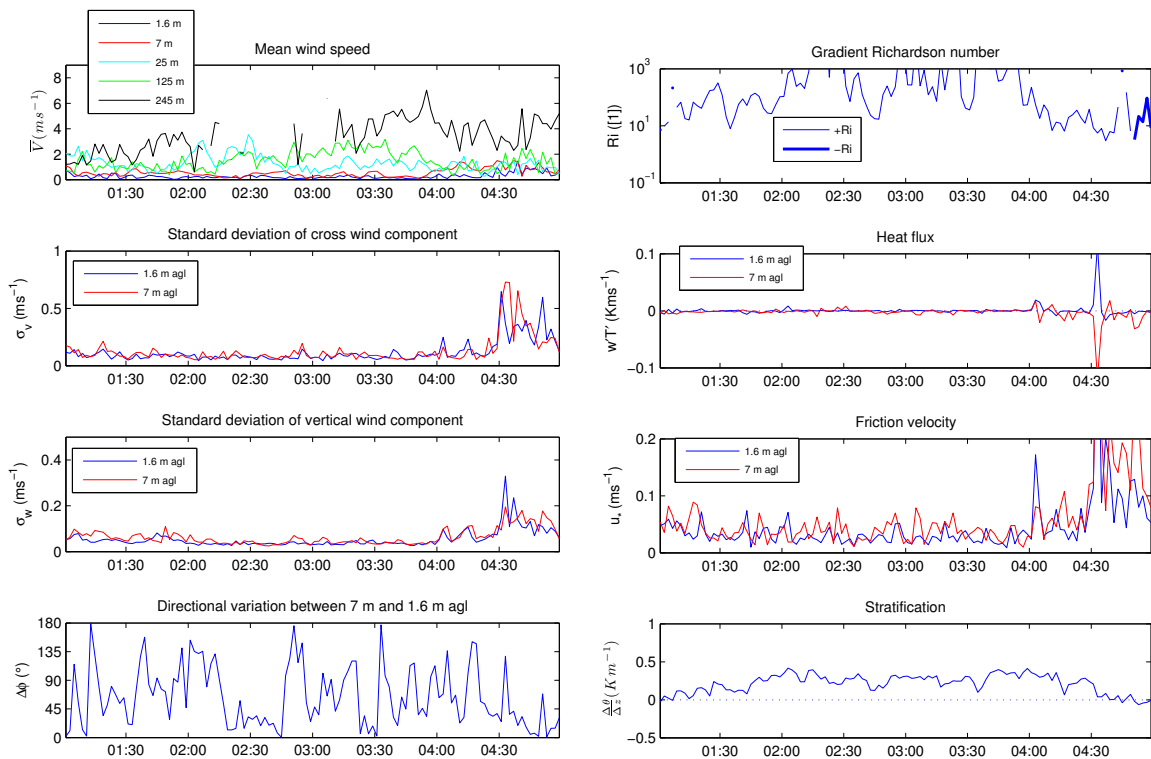 1.6 m
7 m
25 m
125 m
245 m
Mean wind speed
V (ms⁻¹)
8
6
4
2
0
01:30 02:00 02:30 03:00 03:30 04:00 04:30
Gradient Richardson number
Ri ([1)
10³
10¹
10⁻¹
+Ri
−Ri
01:30 02:00 02:30 03:00 03:30 04:00 04:30
Standard deviation of cross wind component
σᵥ (ms⁻¹)
1
0.5
0
1.6 m agl
7 m agl
01:30 02:00 02:30 03:00 03:30 04:00 04:30
Heat flux
w'T' (Kms⁻¹)
0.1
0
−0.1
1.6 m agl
7 m agl
01:30 02:00 02:30 03:00 03:30 04:00 04:30
Standard deviation of vertical wind component
σ_w (ms⁻¹)
0.4
0.2
0
1.6 m agl
7 m agl
01:30 02:00 02:30 03:00 03:30 04:00 04:30
Friction velocity
u_* (ms⁻¹)
0.2
0.1
0
1.6 m agl
7 m agl
01:30 02:00 02:30 03:00 03:30 04:00 04:30
Directional variation between 7 m and 1.6 m agl
Δϕ (°)
180
135
90
45
0
01:30 02:00 02:30 03:00 03:30 04:00 04:30
Stratification
Δθ/Δz (K m⁻¹)
0.5
0
−0.5
01:30 02:00 02:30 03:00 03:30 04:00 04:30